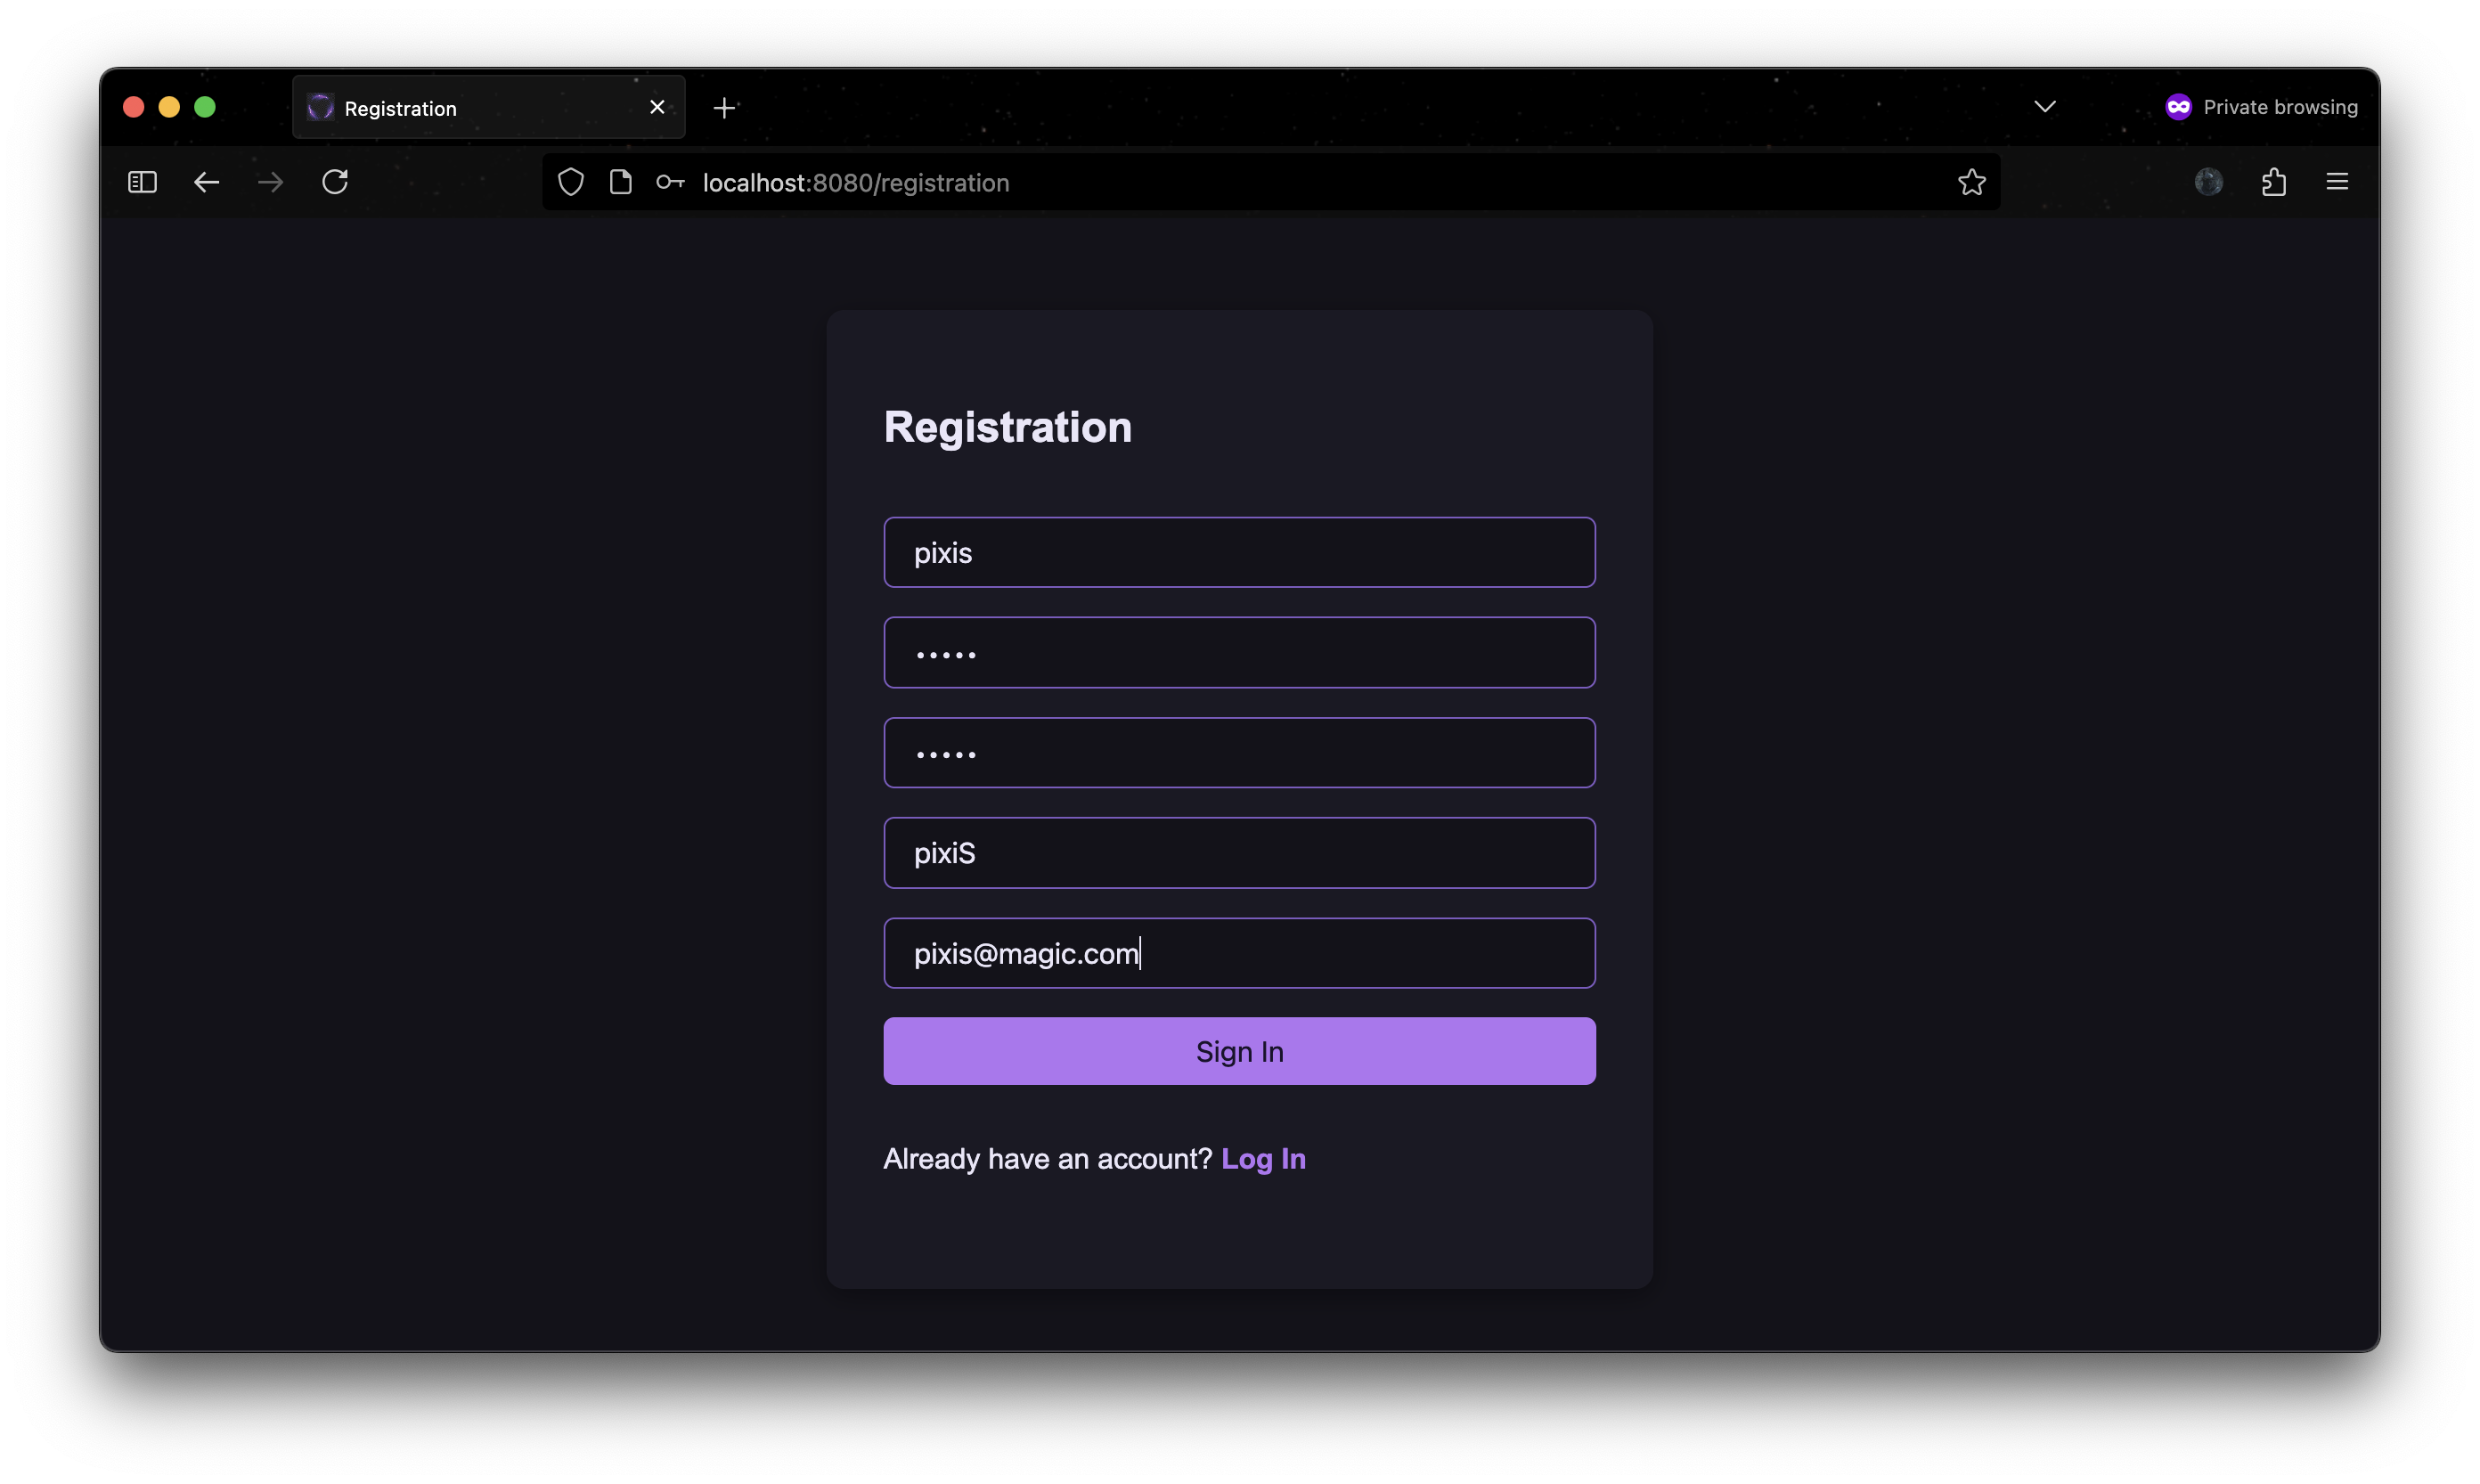 Registration
Private browsing
localhost:8080/registration
Registration
pixis
•••••
•••••
pixiS
pixis@magic.com
Sign In
Already have an account? Log In